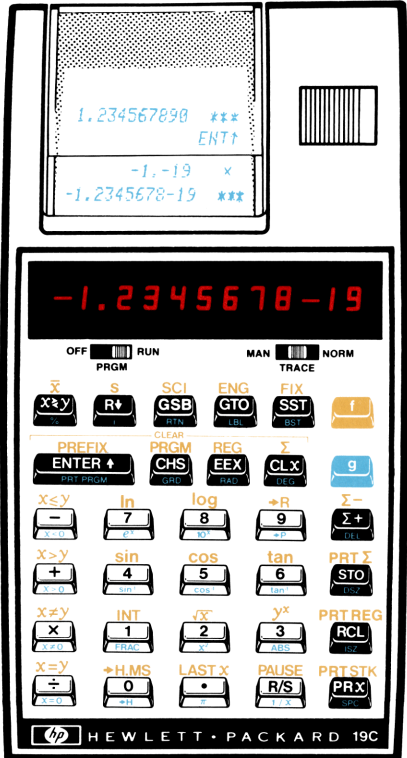 1.234567890 ***
ENT↑
-1.-19 ×
-1.2345678-19 ***
-1.2345678-19
OFF RUN MAN NORM
PRGM TRACE
x̄ S SCI ENG FIX
x⇄y R↓ GSB GTO SST f
% i RTN LBL BST
CLEAR
PREFIX PRGM REG Σ
ENTER ↑ CHS EEX CLx g
PRT PRGM GRD RAD DEG
x≤y ln log →R Σ−
− 7 8 9 Σ+
x<0 eˣ 10ˣ →P DEL
x>y sin cos tan PRT Σ
+ 4 5 6 STO
x>0 sin⁻¹ cos⁻¹ tan⁻¹ DSZ
x≠y INT √x yˣ PRT REG
× 1 2 3 RCL
x≠0 FRAC x² ABS ISZ
x=y →H.MS LAST x PAUSE PRT STK
÷ 0 • R/S PRx
x=0 →H π 1/x SPC
hp HEWLETT • PACKARD 19C